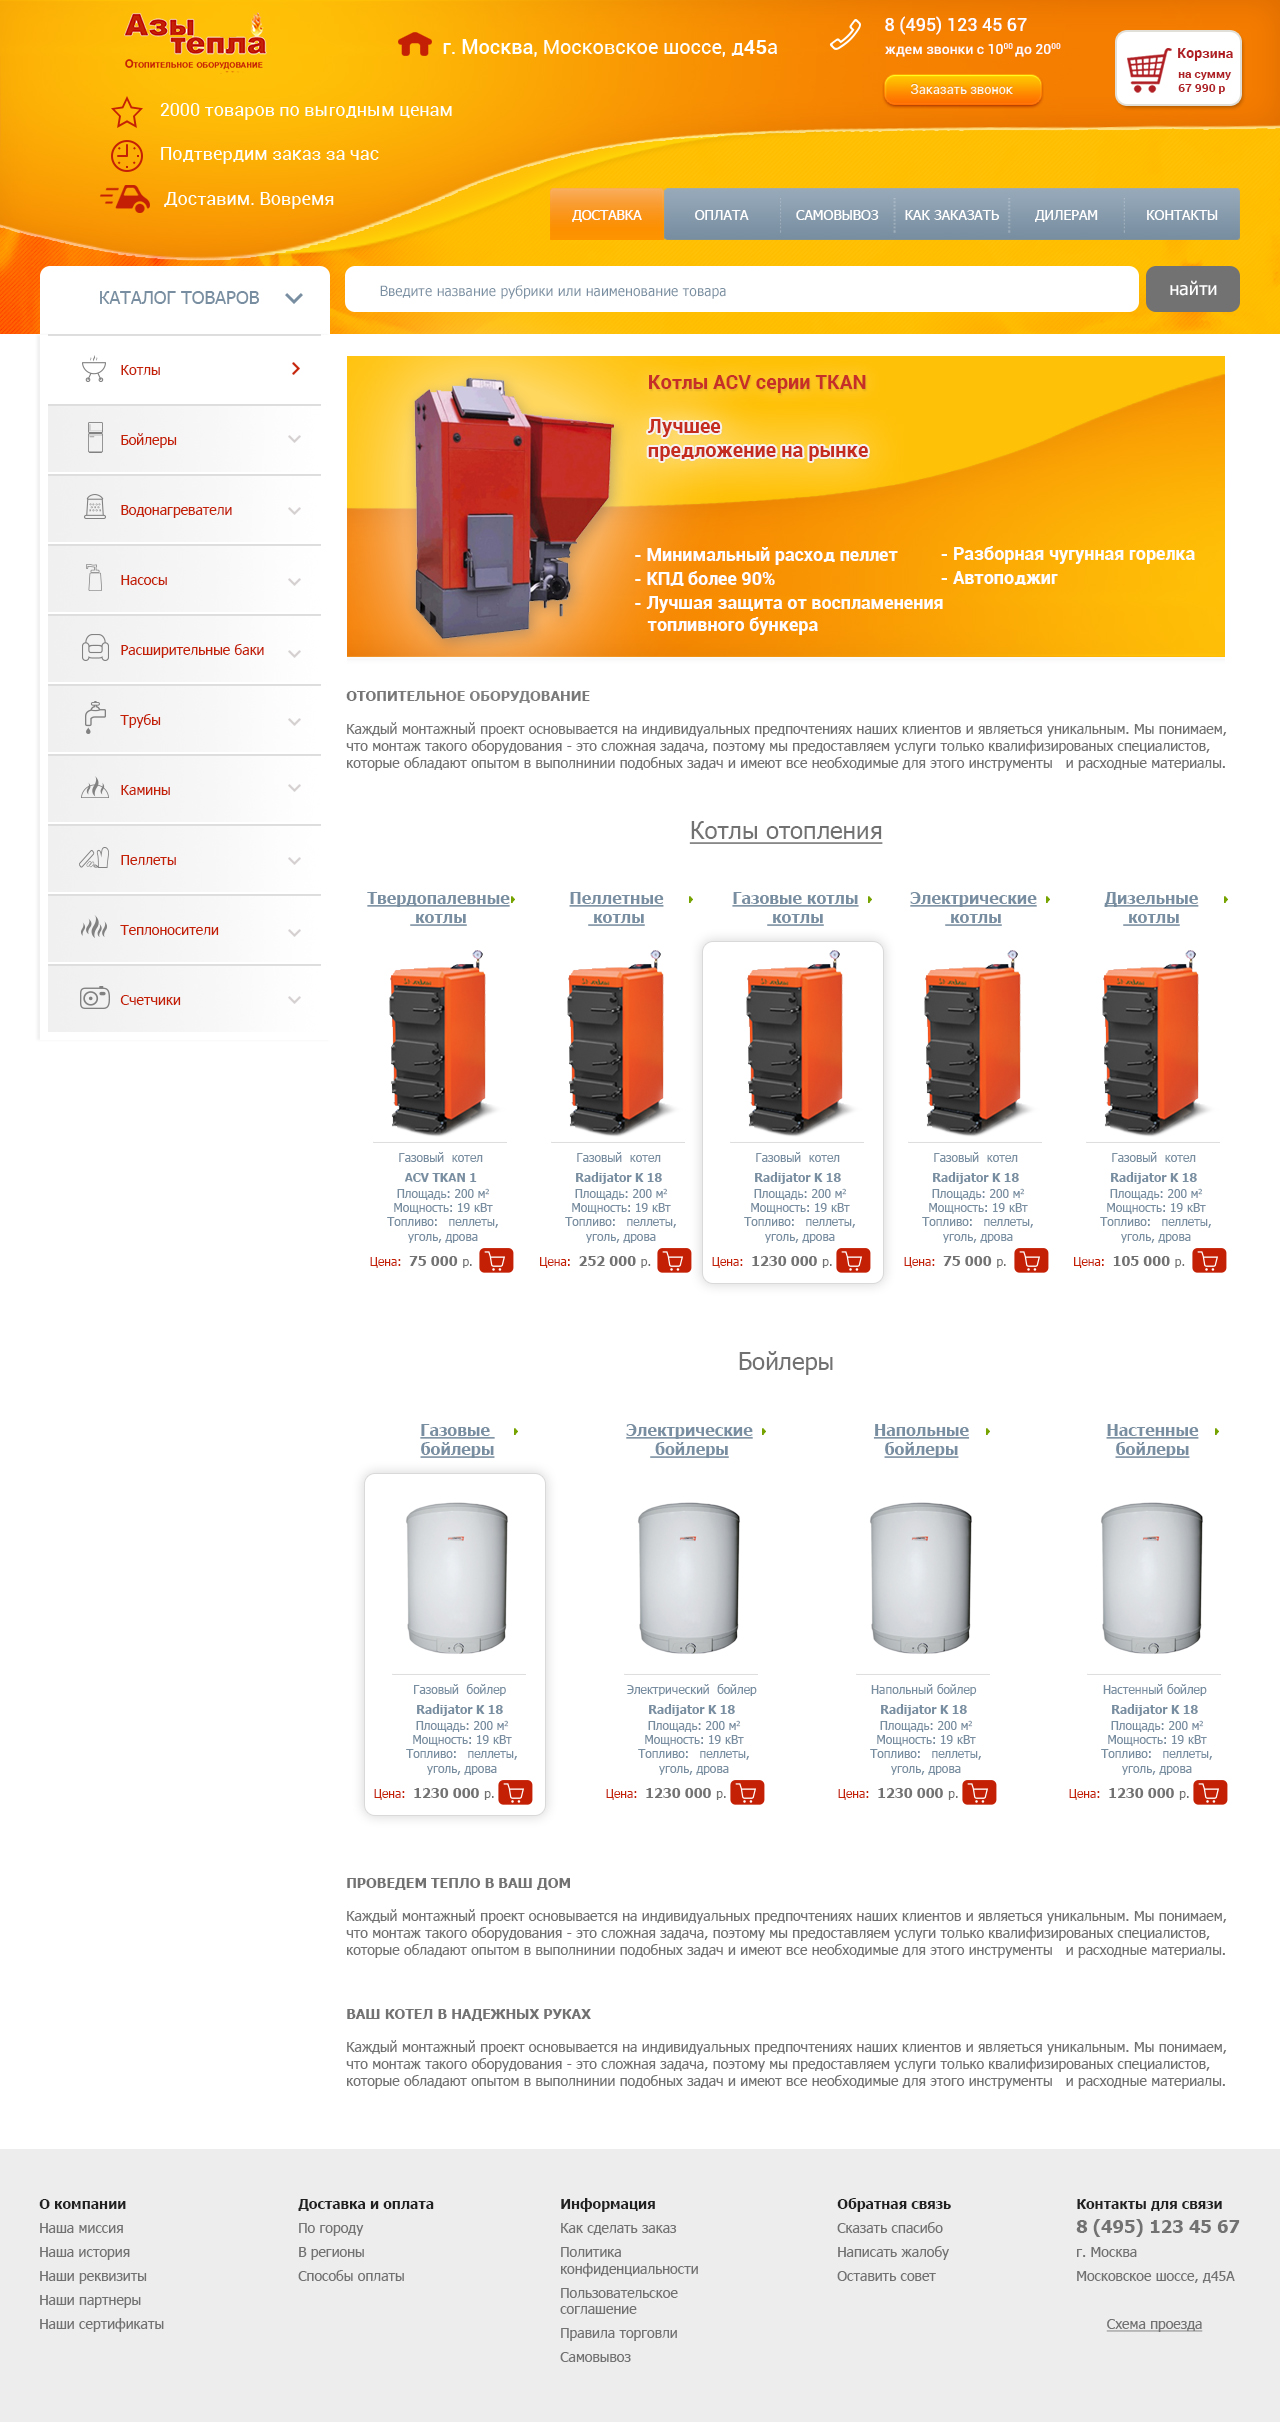 Азы
тепла
Отопительное оборудование
г. Москва, Московское шоссе, д45а
8 (495) 123 45 67
ждем звонки с 10⁰⁰ до 20⁰⁰
Заказать звонок
Корзина
на сумму
67 990 р
2000 товаров по выгодным ценам
Подтвердим заказ за час
Доставим. Вовремя
ДОСТАВКА ОПЛАТА САМОВЫВОЗ КАК ЗАКАЗАТЬ ДИЛЕРАМ КОНТАКТЫ
КАТАЛОГ ТОВАРОВ
Введите название рубрики или наименование товара
найти
Котлы
Бойлеры
Водонагреватели
Насосы
Расширительные баки
Трубы
Камины
Пеллеты
Теплоносители
Счетчики
Котлы ACV серии TKAN
Лучшее
предложение на рынке
- Минимальный расход пеллет
- КПД более 90%
- Лучшая защита от воспламенения
топливного бункера
- Разборная чугунная горелка
- Автоподжиг
ОТОПИТЕЛЬНОЕ ОБОРУДОВАНИЕ
Каждый монтажный проект основывается на индивидуальных предпочтениях наших клиентов и являеться уникальным. Мы понимаем,
что монтаж такого оборудования - это сложная задача, поэтому мы предоставляем услуги только квалифизированых специалистов,
которые обладают опытом в выполнинии подобных задач и имеют все необходимые для этого инструменты и расходные материалы.
Котлы отопления
Твердопалевные
котлы
Пеллетные
котлы
Газовые котлы
котлы
Электрические
котлы
Дизельные
котлы
Газовый котел
ACV TKAN 1
Площадь: 200 м²
Мощность: 19 кВт
Топливо: пеллеты,
уголь, дрова
Цена: 75 000 р.
Газовый котел
Radijator K 18
Площадь: 200 м²
Мощность: 19 кВт
Топливо: пеллеты,
уголь, дрова
Цена: 252 000 р.
Газовый котел
Radijator K 18
Площадь: 200 м²
Мощность: 19 кВт
Топливо: пеллеты,
уголь, дрова
Цена: 1230 000 р.
Газовый котел
Radijator K 18
Площадь: 200 м²
Мощность: 19 кВт
Топливо: пеллеты,
уголь, дрова
Цена: 75 000 р.
Газовый котел
Radijator K 18
Площадь: 200 м²
Мощность: 19 кВт
Топливо: пеллеты,
уголь, дрова
Цена: 105 000 р.
Бойлеры
Газовые
бойлеры
Электрические
бойлеры
Напольные
бойлеры
Настенные
бойлеры
Газовый бойлер
Radijator K 18
Площадь: 200 м²
Мощность: 19 кВт
Топливо: пеллеты,
уголь, дрова
Цена: 1230 000 р.
Электрический бойлер
Radijator K 18
Площадь: 200 м²
Мощность: 19 кВт
Топливо: пеллеты,
уголь, дрова
Цена: 1230 000 р.
Напольный бойлер
Radijator K 18
Площадь: 200 м²
Мощность: 19 кВт
Топливо: пеллеты,
уголь, дрова
Цена: 1230 000 р.
Настенный бойлер
Radijator K 18
Площадь: 200 м²
Мощность: 19 кВт
Топливо: пеллеты,
уголь, дрова
Цена: 1230 000 р.
ПРОВЕДЕМ ТЕПЛО В ВАШ ДОМ
Каждый монтажный проект основывается на индивидуальных предпочтениях наших клиентов и являеться уникальным. Мы понимаем,
что монтаж такого оборудования - это сложная задача, поэтому мы предоставляем услуги только квалифизированых специалистов,
которые обладают опытом в выполнинии подобных задач и имеют все необходимые для этого инструменты и расходные материалы.
ВАШ КОТЕЛ В НАДЕЖНЫХ РУКАХ
Каждый монтажный проект основывается на индивидуальных предпочтениях наших клиентов и являеться уникальным. Мы понимаем,
что монтаж такого оборудования - это сложная задача, поэтому мы предоставляем услуги только квалифизированых специалистов,
которые обладают опытом в выполнинии подобных задач и имеют все необходимые для этого инструменты и расходные материалы.
О компании
Наша миссия
Наша история
Наши реквизиты
Наши партнеры
Наши сертификаты
Доставка и оплата
По городу
В регионы
Способы оплаты
Информация
Как сделать заказ
Политика
конфиденциальности
Пользовательское
соглашение
Правила торговли
Самовывоз
Обратная связь
Сказать спасибо
Написать жалобу
Оставить совет
Контакты для связи
8 (495) 123 45 67
г. Москва
Московское шоссе, д45А
Схема проезда